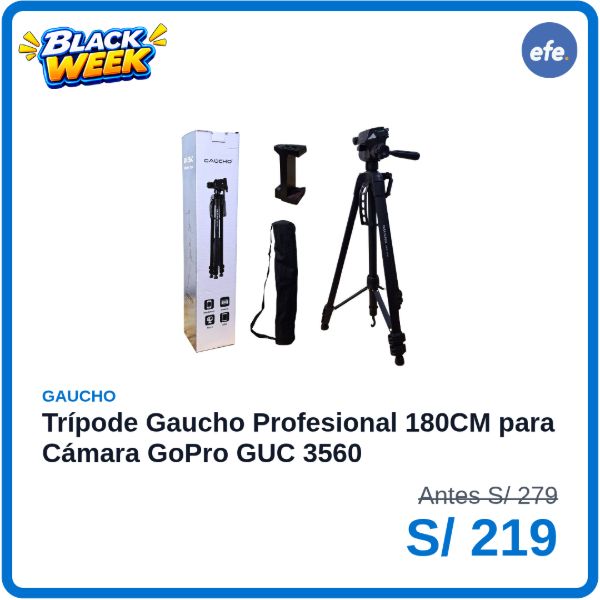 BLACK
WEEK
efe.
GAUCHO
GAUCHO
Trípode Gaucho Profesional 180CM para
Cámara GoPro GUC 3560
Antes S/ 279
S/ 219